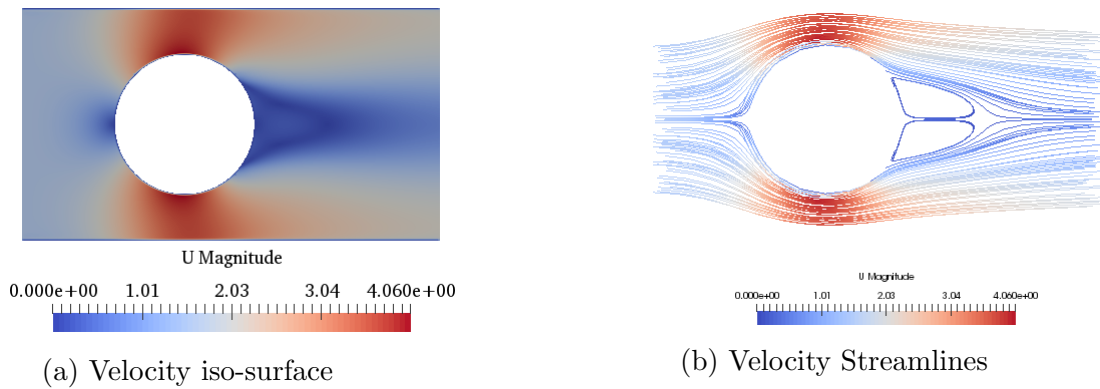 U Magnitude
0.000e+00 1.01 2.03 3.04 4.060e+00
(a) Velocity iso-surface
U Magnitude
0.000e+00 1.01 2.03 3.04 4.060e+00
(b) Velocity Streamlines